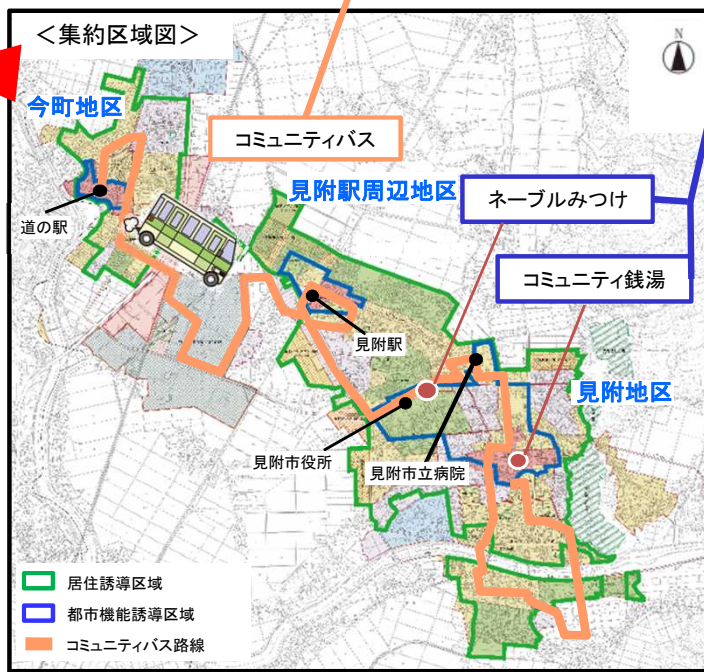 ＜集約区域図＞
N
今町地区
コミュニティバス
見附駅周辺地区
ネーブルみつけ
道の駅
コミュニティ銭湯
見附駅
見附地区
見附市役所
見附市立病院
居住誘導区域
都市機能誘導区域
コミュニティバス路線